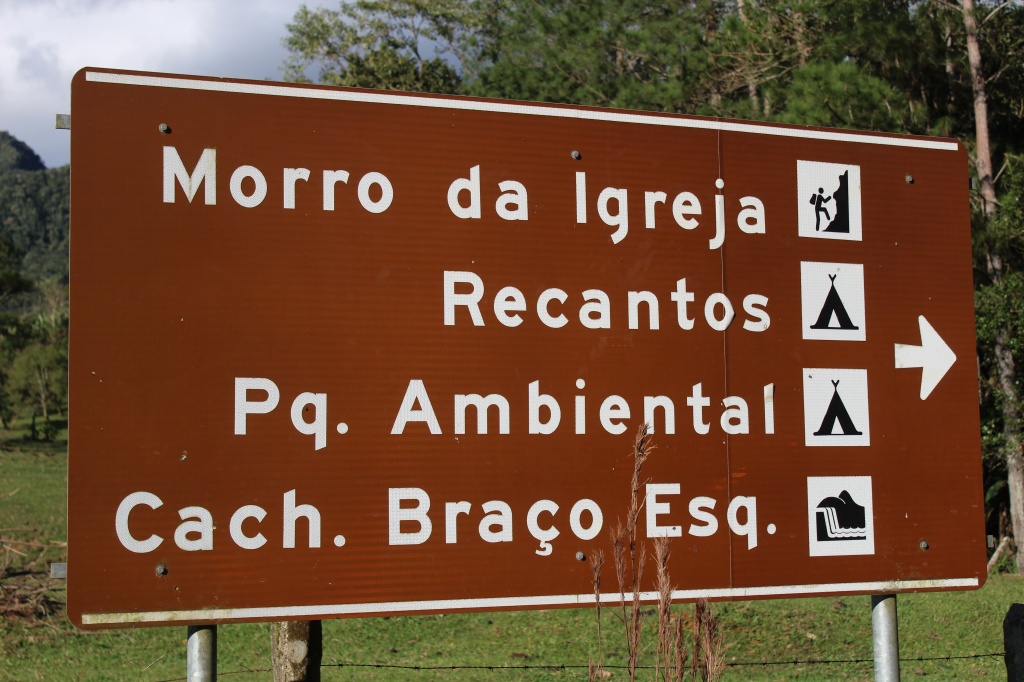 Morro da Igreja
Recantos
Pq. Ambiental
Cach. Braço Esq.